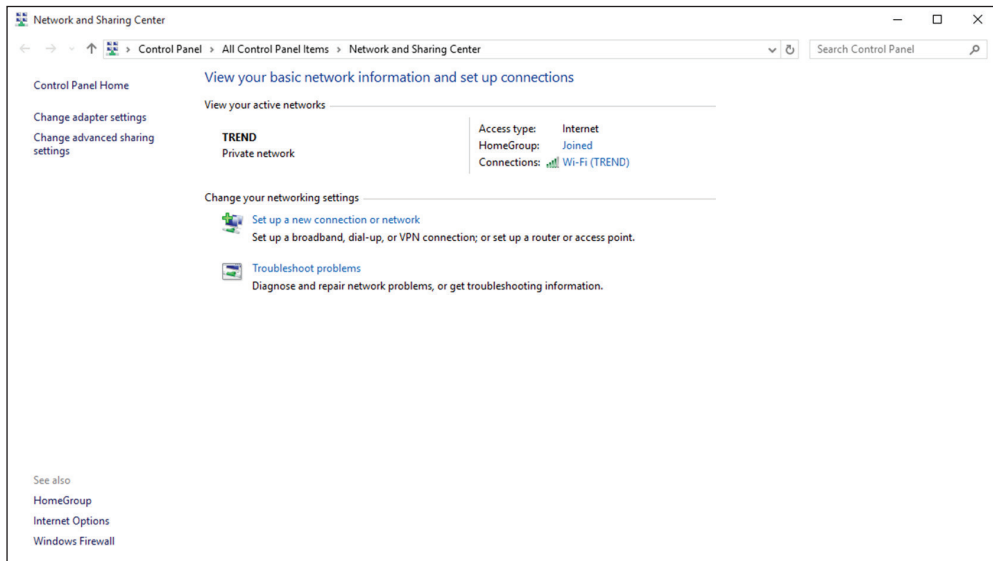 Network and Sharing Center
Control Panel > All Control Panel Items > Network and Sharing Center
Search Control Panel
Control Panel Home
Change adapter settings
Change advanced sharing
settings
View your basic network information and set up connections
View your active networks
TREND
Private network
Access type: Internet
HomeGroup: Joined
Connections: Wi-Fi (TREND)
Change your networking settings
Set up a new connection or network
Set up a broadband, dial-up, or VPN connection; or set up a router or access point.
Troubleshoot problems
Diagnose and repair network problems, or get troubleshooting information.
See also
HomeGroup
Internet Options
Windows Firewall